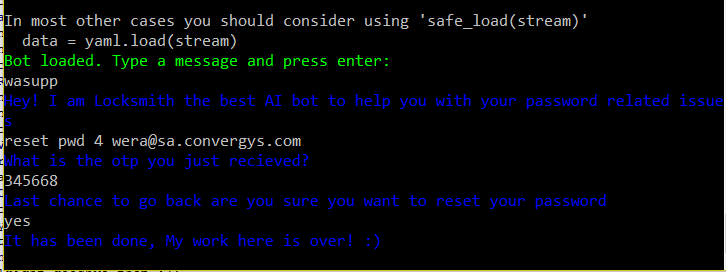 In most other cases you should consider using 'safe_load(stream)'
data = yaml.load(stream)
Bot loaded. Type a message and press enter:
wasupp
Hey! I am Locksmith the best AI bot to help you with your password related issue
s
reset pwd 4 wera@sa.convergys.com
What is the otp you just recieved?
345668
Last chance to go back are you sure you want to reset your password
yes
It has been done, My work here is over! :)